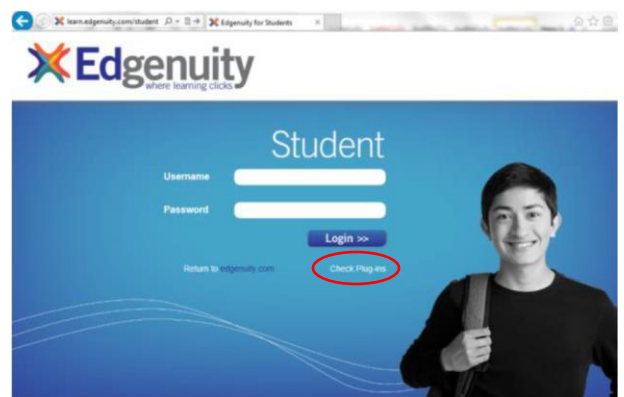 learn.edgenuity.com/student
Edgenuity for Students
Edgenuity
where learning clicks
Student
Username
Password
Login >>
Return to edgenuity.com
Check Plug-ins